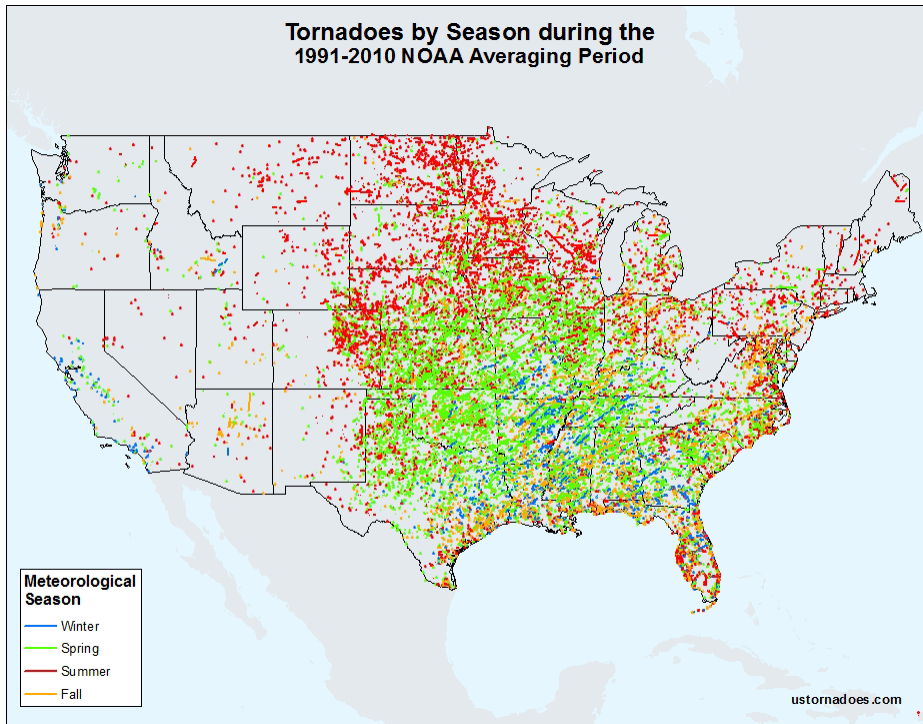 Tornadoes by Season during the
1991-2010 NOAA Averaging Period
Meteorological
Season
Winter
Spring
Summer
Fall
ustornadoes.com